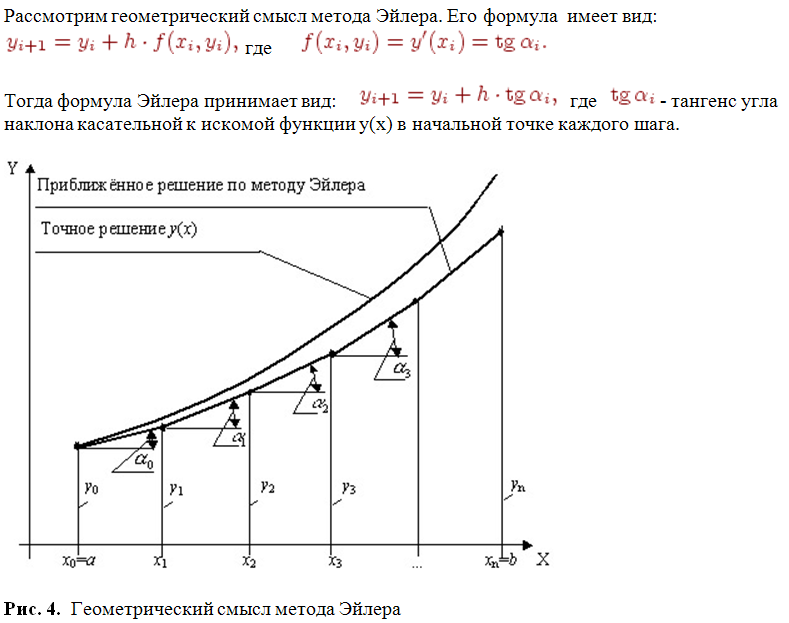 Рассмотрим геометрический смысл метода Эйлера. Его формула имеет вид:
yᵢ₊₁ = yᵢ + h · f(xᵢ, yᵢ), где f(xᵢ, yᵢ) = y′(xᵢ) = tg αᵢ.
Тогда формула Эйлера принимает вид: yᵢ₊₁ = yᵢ + h · tg αᵢ, где tg αᵢ - тангенс угла
наклона касательной к искомой функции y(x) в начальной точке каждого шага.
Y
Приближённое решение по методу Эйлера
Точное решение y(x)
α₃
α₂
α₁
α₀
y₀ y₁ y₂ y₃ yₙ
x₀=a x₁ x₂ x₃ ... xₙ=b X
Рис. 4. Геометрический смысл метода Эйлера